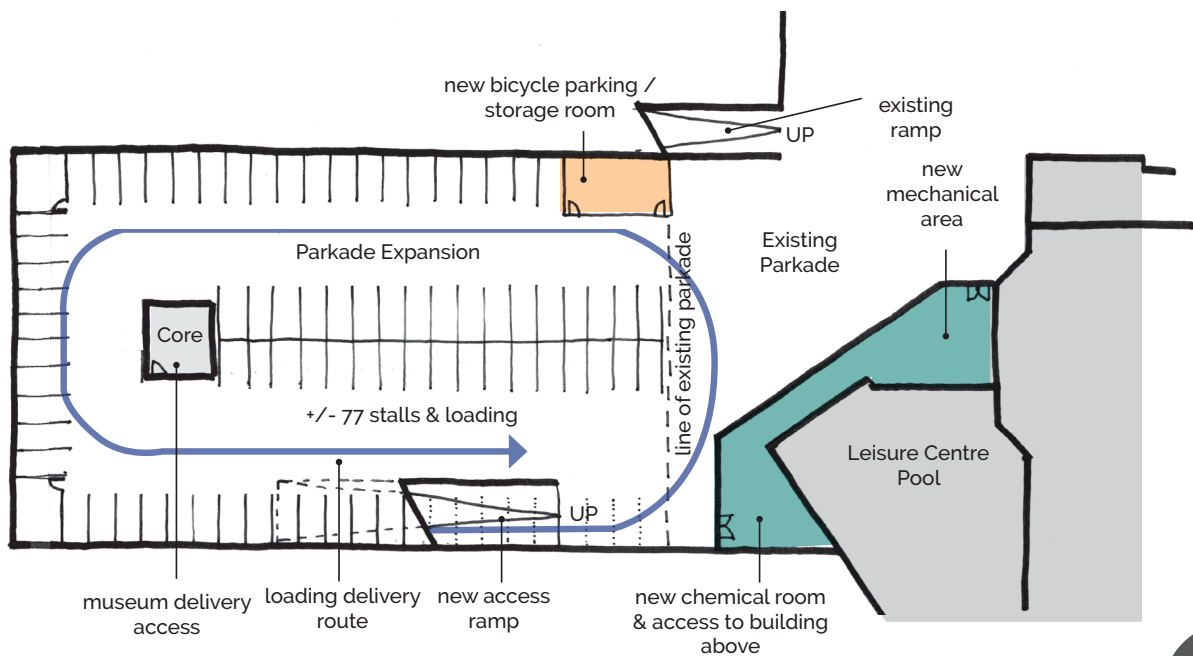 new bicycle parking /
storage room
existing
ramp
UP
new
mechanical
area
Parkade Expansion
Existing
Parkade
line of existing parkade
Core
+/- 77 stalls & loading
Leisure Centre
Pool
UP
museum delivery
access
loading delivery
route
new access
ramp
new chemical room
& access to building
above